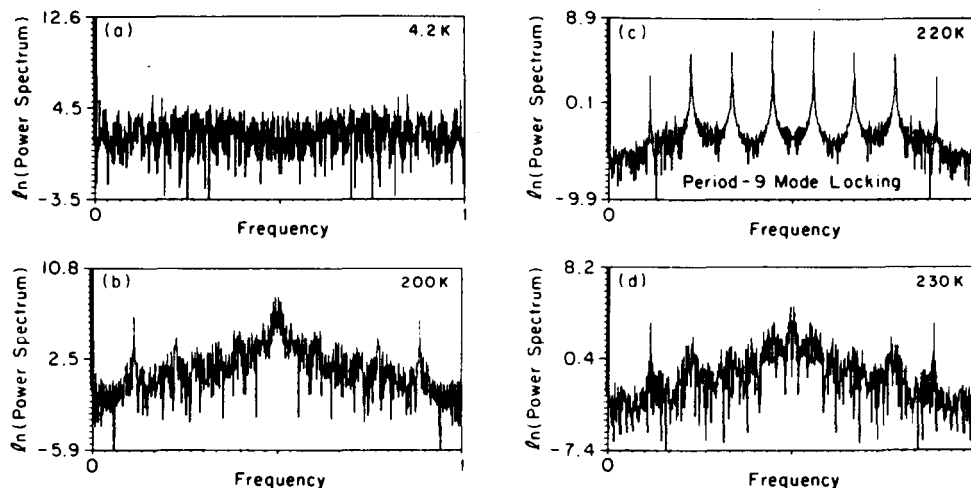 12.6
(a)
4.2K
4.5
-3.5
0
1
Frequency
ln(Power Spectrum)
8.9
(c)
220K
0.1
Period-9 Mode Locking
-9.9
0
Frequency
ln(Power Spectrum)
10.8
(b)
200K
2.5
-5.9
0
1
Frequency
ln(Power Spectrum)
8.2
(d)
230K
0.4
-7.4
0
Frequency
ln(Power Spectrum)